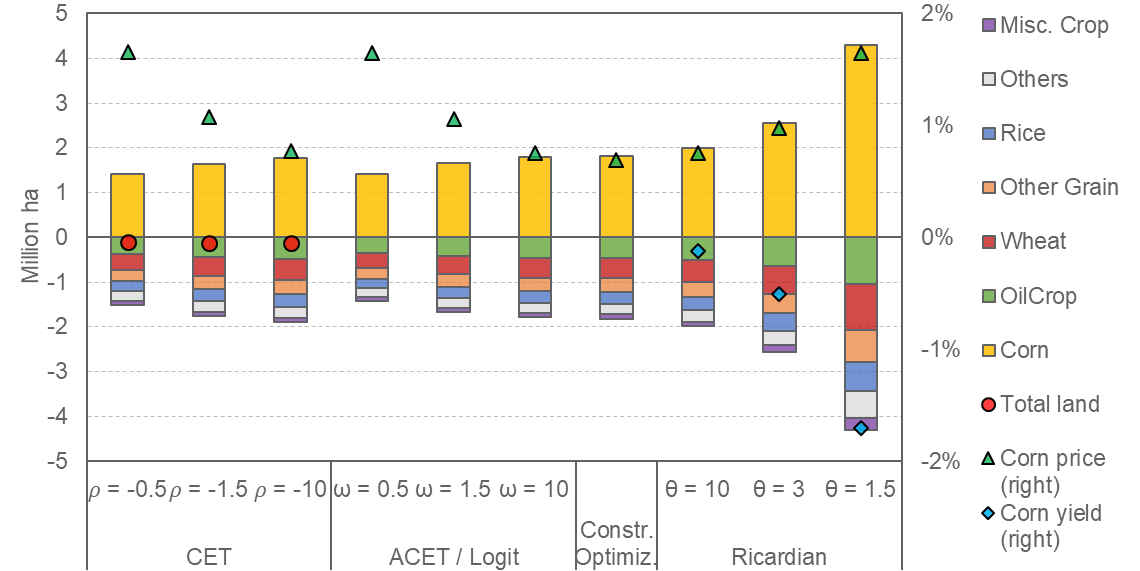 5
4
3
2
1
0
-1
-2
-3
-4
-5
Million ha
2%
1%
0%
-1%
-2%
ρ = -0.5 ρ = -1.5 ρ = -10 ω = 0.5 ω = 1.5 ω = 10 θ = 10 θ = 3 θ = 1.5
CET
ACET / Logit
Constr.
Optimiz.
Ricardian
Misc. Crop
Others
Rice
Other Grain
Wheat
OilCrop
Corn
Total land
Corn price
(right)
Corn yield
(right)